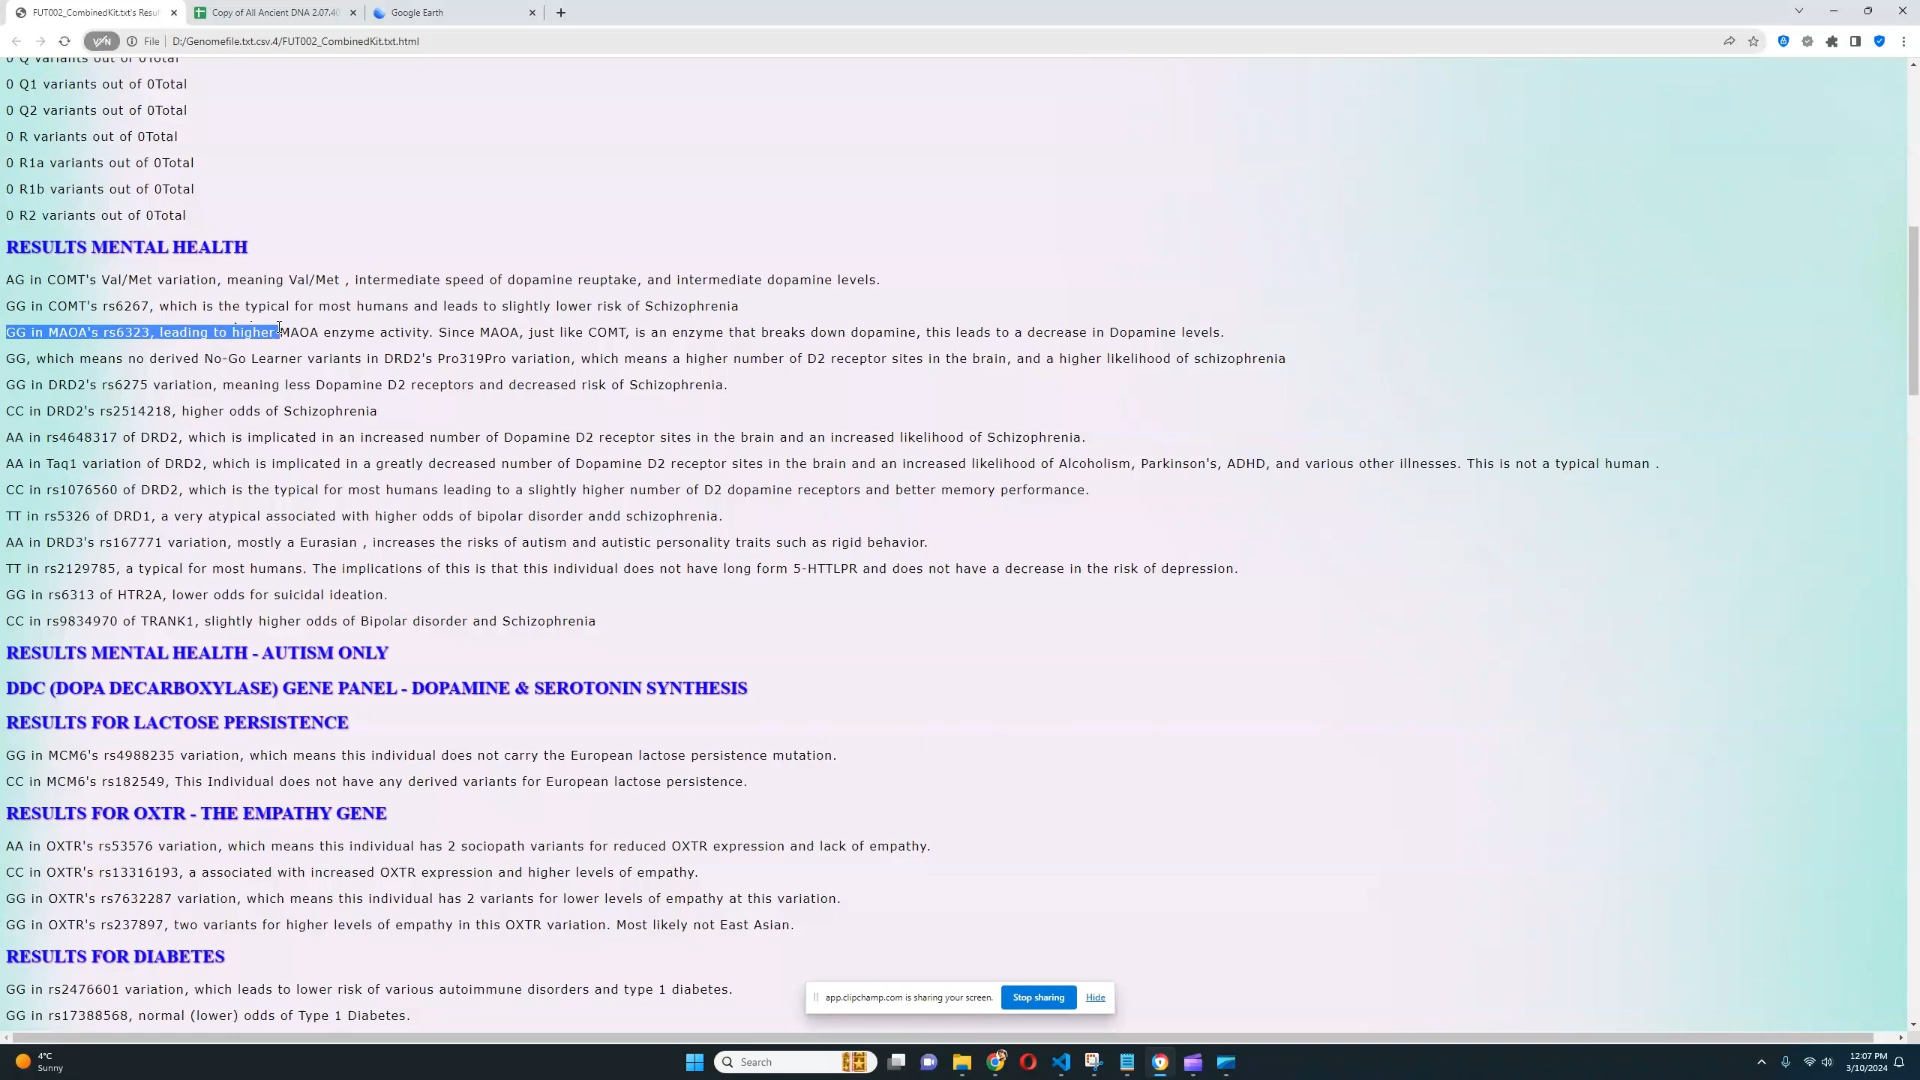 FUT002_CombinedKit.txt's Resul
Copy of All Ancient DNA 2.07.40
Google Earth
VPN
File
D:/Genomefile.txt.csv.4/FUT002_CombinedKit.txt.html
0 Q variants out of 0Total
0 Q1 variants out of 0Total
0 Q2 variants out of 0Total
0 R variants out of 0Total
0 R1a variants out of 0Total
0 R1b variants out of 0Total
0 R2 variants out of 0Total
RESULTS MENTAL HEALTH
AG in COMT's Val/Met variation, meaning Val/Met , intermediate speed of dopamine reuptake, and intermediate dopamine levels.
GG in COMT's rs6267, which is the typical for most humans and leads to slightly lower risk of Schizophrenia
GG in MAOA's rs6323, leading to higher MAOA enzyme activity. Since MAOA, just like COMT, is an enzyme that breaks down dopamine, this leads to a decrease in Dopamine levels.
GG, which means no derived No-Go Learner variants in DRD2's Pro319Pro variation, which means a higher number of D2 receptor sites in the brain, and a higher likelihood of schizophrenia
GG in DRD2's rs6275 variation, meaning less Dopamine D2 receptors and decreased risk of Schizophrenia.
CC in DRD2's rs2514218, higher odds of Schizophrenia
AA in rs4648317 of DRD2, which is implicated in an increased number of Dopamine D2 receptor sites in the brain and an increased likelihood of Schizophrenia.
AA in Taq1 variation of DRD2, which is implicated in a greatly decreased number of Dopamine D2 receptor sites in the brain and an increased likelihood of Alcoholism, Parkinson's, ADHD, and various other illnesses. This is not a typical human .
CC in rs1076560 of DRD2, which is the typical for most humans leading to a slightly higher number of D2 dopamine receptors and better memory performance.
TT in rs5326 of DRD1, a very atypical associated with higher odds of bipolar disorder andd schizophrenia.
AA in DRD3's rs167771 variation, mostly a Eurasian , increases the risks of autism and autistic personality traits such as rigid behavior.
TT in rs2129785, a typical for most humans. The implications of this is that this individual does not have long form 5-HTTLPR and does not have a decrease in the risk of depression.
GG in rs6313 of HTR2A, lower odds for suicidal ideation.
CC in rs9834970 of TRANK1, slightly higher odds of Bipolar disorder and Schizophrenia
RESULTS MENTAL HEALTH - AUTISM ONLY
DDC (DOPA DECARBOXYLASE) GENE PANEL - DOPAMINE & SEROTONIN SYNTHESIS
RESULTS FOR LACTOSE PERSISTENCE
GG in MCM6's rs4988235 variation, which means this individual does not carry the European lactose persistence mutation.
CC in MCM6's rs182549, This Individual does not have any derived variants for European lactose persistence.
RESULTS FOR OXTR - THE EMPATHY GENE
AA in OXTR's rs53576 variation, which means this individual has 2 sociopath variants for reduced OXTR expression and lack of empathy.
CC in OXTR's rs13316193, a associated with increased OXTR expression and higher levels of empathy.
GG in OXTR's rs7632287 variation, which means this individual has 2 variants for lower levels of empathy at this variation.
GG in OXTR's rs237897, two variants for higher levels of empathy in this OXTR variation. Most likely not East Asian.
RESULTS FOR DIABETES
GG in rs2476601 variation, which leads to lower risk of various autoimmune disorders and type 1 diabetes.
GG in rs17388568, normal (lower) odds of Type 1 Diabetes.
app.clipchamp.com is sharing your screen.
Stop sharing
Hide
4°C
Sunny
Search
12:07 PM
3/10/2024